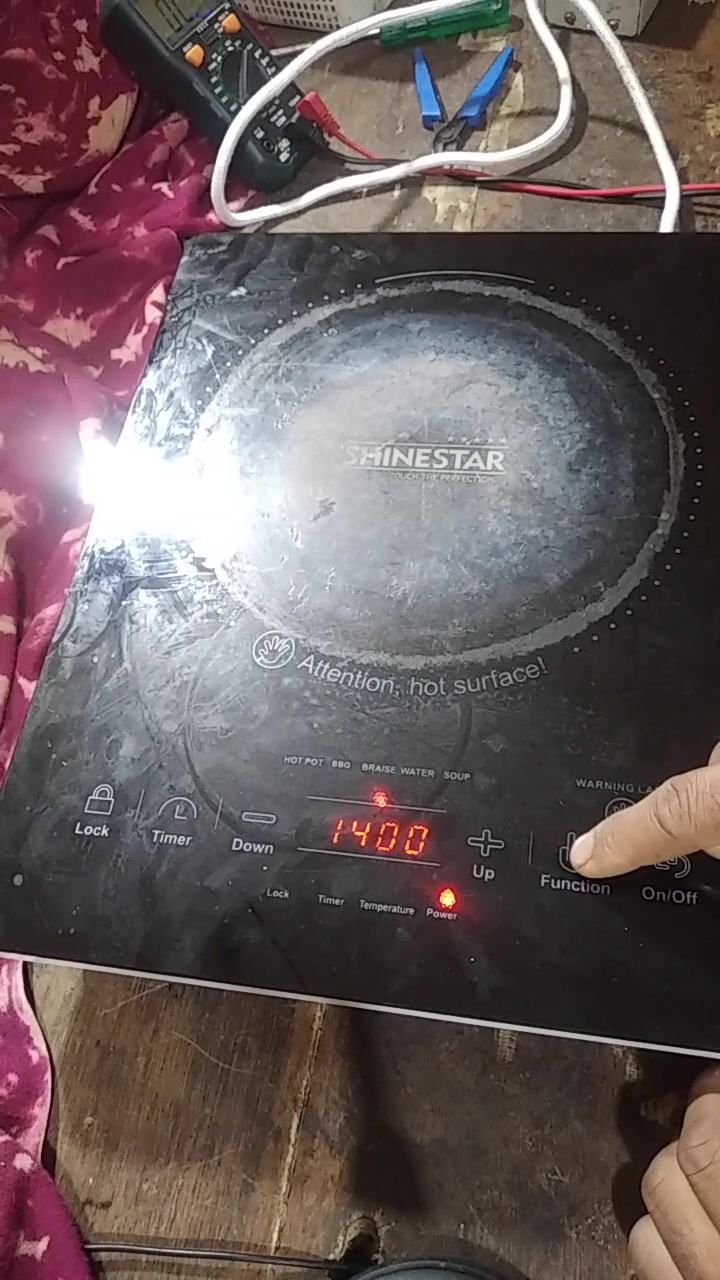 SHINESTAR
TOUCH THE PERFECTION
Attention, hot surface!
HOT POT BBQ BRAISE WATER SOUP
WARNING
1400
Lock Timer Down Up Function On/Off
Lock Timer Temperature Power